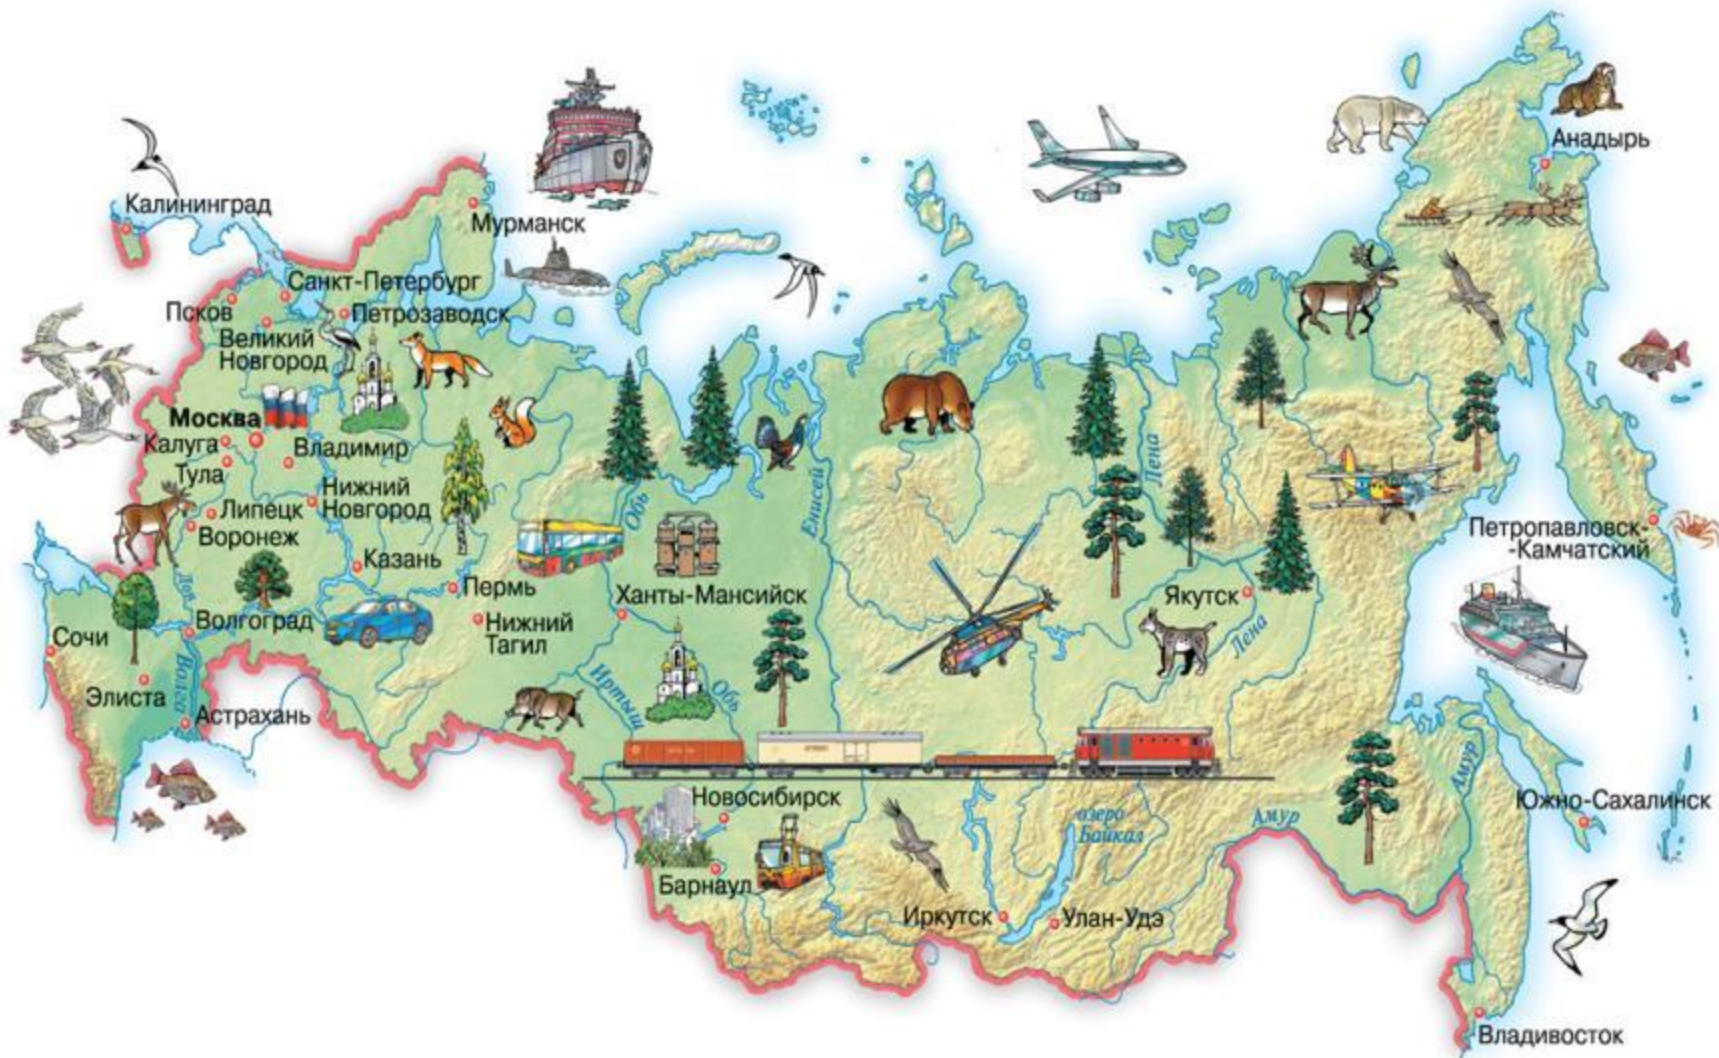 Анадырь
Калининград
Мурманск
Санкт-Петербург
Псков
Петрозаводск
Великий
Новгород
Москва
Калуга
Владимир
Тула
Нижний
Новгород
Липецк
Воронеж
Казань
Пермь
Дон
Волгоград
Нижний
Тагил
Сочи
Элиста
Волга
Астрахань
Обь
Енисей
Ханты-Мансийск
Иртыш
Обь
Лена
Якутск
Лена
Петропавловск-
-Камчатский
Новосибирск
Барнаул
озеро
Байкал
Иркутск
Улан-Удэ
Амур
Амур
Южно-Сахалинск
Владивосток